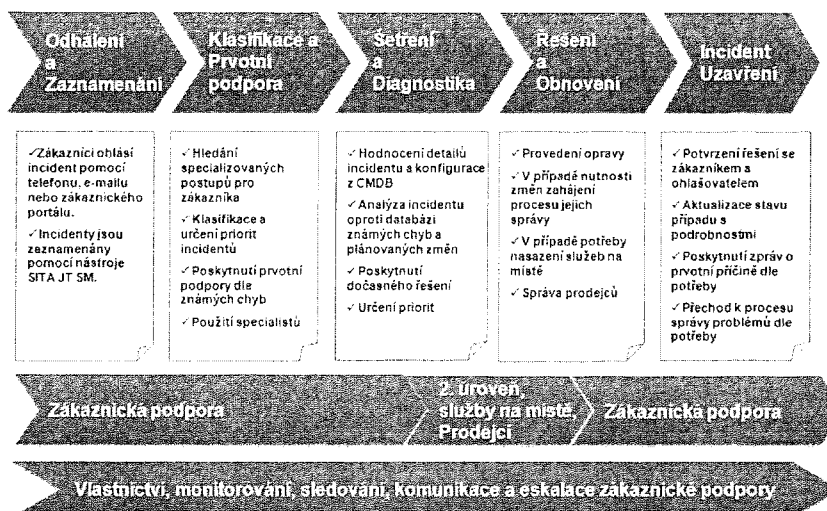 Odhálení
a
Zaznamenání
Klasifikace a
Prvotní
podpora
Šetření
a
Diagnostika
Řešení
a
Obnovení
Incident
Uzavření
✓Zákazníci ohlásí
incident pomocí
telefonu, e-mailu
nebo zákaznického
portálu.
✓Incidenty jsou
zaznamenány
pomocí nástroje
SITA JT SM.
✓Hledání
specializovaných
postupů pro
zákazníka
✓Klasifikace a
určení priorit
incidentů
✓Poskytnutí prvotní
podpory dle
známých chyb
✓Použití specialistů
✓Hodnocení detailů
incidentu a konfigurace
z CMDB
✓Analýza incidentu
oproti databázi
známých chyb a
plánovaných změn
✓Poskytnutí
dočasného řešení
✓Určení priorit
✓Provedení opravy
✓V případě nutnosti
změn zahájení
procesu jejich
správy
✓V případě potřeby
nasazení služeb na
místě
✓Správa prodejců
✓Potvrzení řešení se
zákazníkem a
ohlašovatelem
✓Aktualizace stavu
případu s
podrobnostmi
✓Poskytnutí zpráv o
prvotní příčině dle
potřeby
✓Přechod k procesu
správy problémů dle
potřeby
Zákaznická podpora
2. úroveň,
služby na místě,
Prodejci
Zákaznická podpora
Vlastnictví, monitorování, sledování, komunikace a eskalace zákaznické podpory